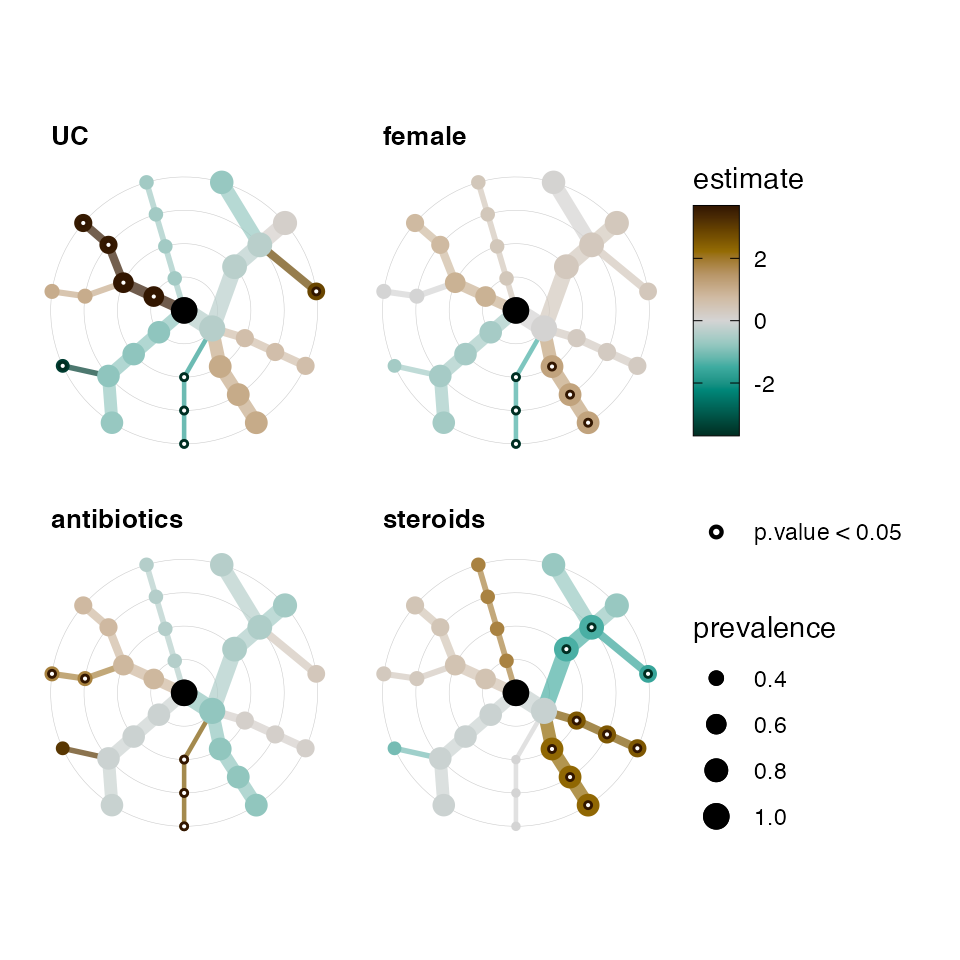 UC
female
estimate
2
0
-2
antibiotics
steroids
p.value < 0.05
prevalence
0.4
0.6
0.8
1.0